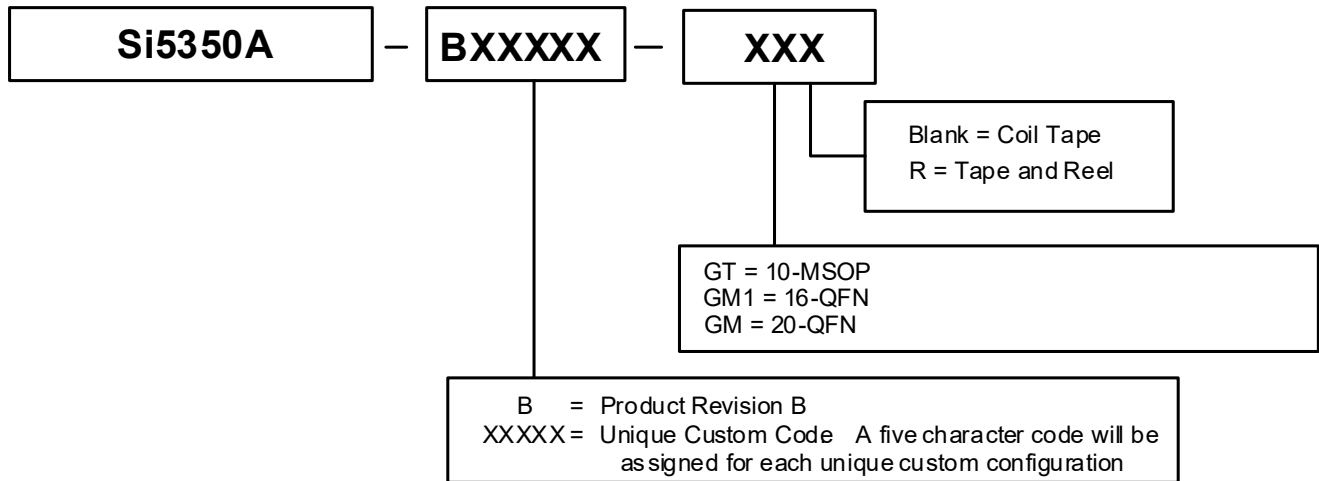 Si5350A – BXXXXX – XXX
Blank = Coil Tape
R = Tape and Reel
GT = 10-MSOP
GM1 = 16-QFN
GM = 20-QFN
B = Product Revision B
XXXXX = Unique Custom Code A five character code will be
assigned for each unique custom configuration